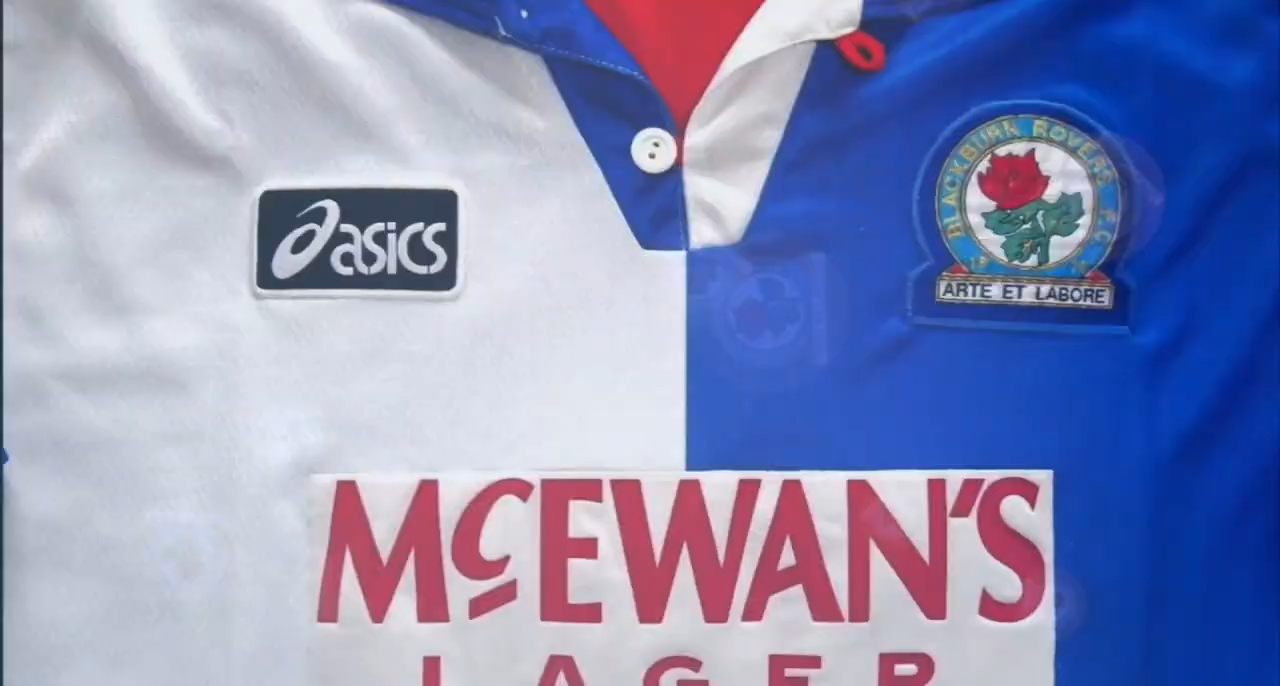 asics
BLACKBURN ROVERS F.C.
ARTE ET LABORE
McEWAN'S
LAGER